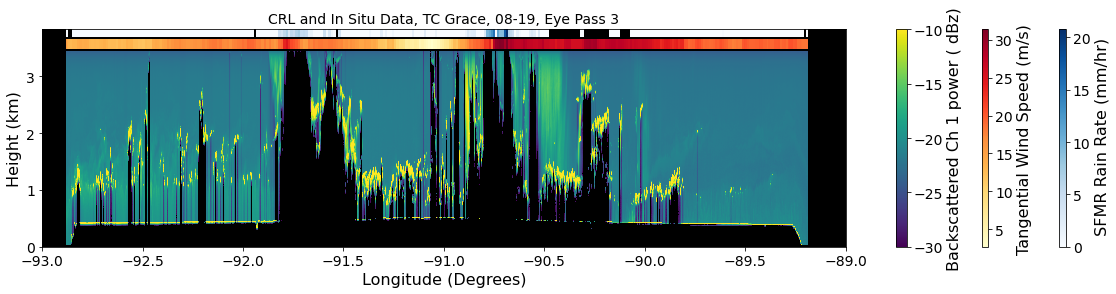 CRL and In Situ Data, TC Grace, 08-19, Eye Pass 3
Height (km)
3
2
1
0
−93.0 −92.5 −92.0 −91.5 −91.0 −90.5 −90.0 −89.5 −89.0
Longitude (Degrees)
−10
−15
−20
−25
−30
Backscattered Ch 1 power ( dBz)
30
25
20
15
10
5
Tangential Wind Speed (m/s)
20
15
10
5
0
SFMR Rain Rate (mm/hr)